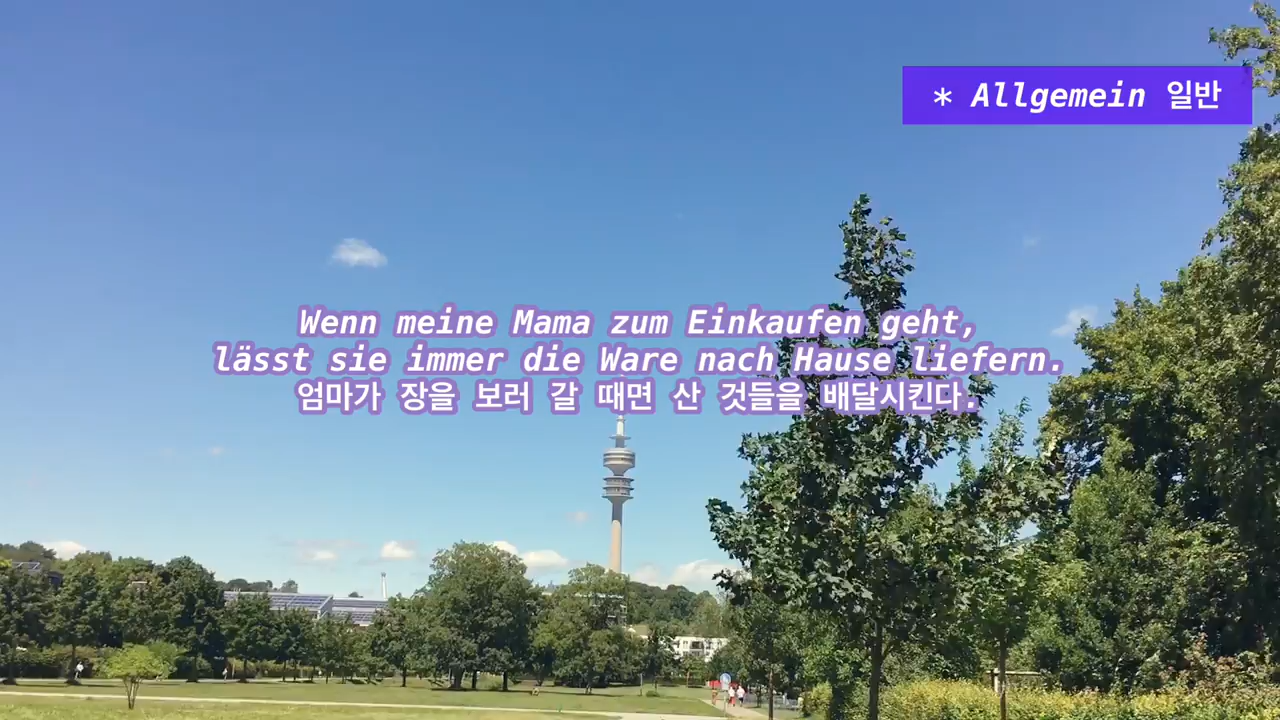 * Allgemein 일반
Wenn meine Mama zum Einkaufen geht,
lässt sie immer die Ware nach Hause liefern.
엄마가 장을 보러 갈 때면 산 것들을 배달시킨다.